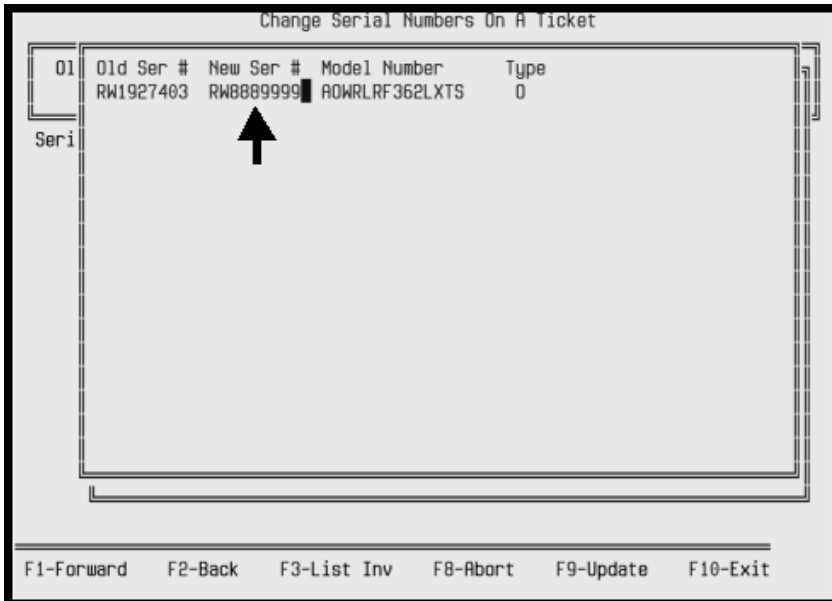 Change Serial Numbers On A Ticket
Ol
Old Ser # New Ser # Model Number Type
RW1927403 RW8889999 AOWRLRF362LXTS O
Seri
F1-Forward F2-Back F3-List Inv F8-Abort F9-Update F10-Exit